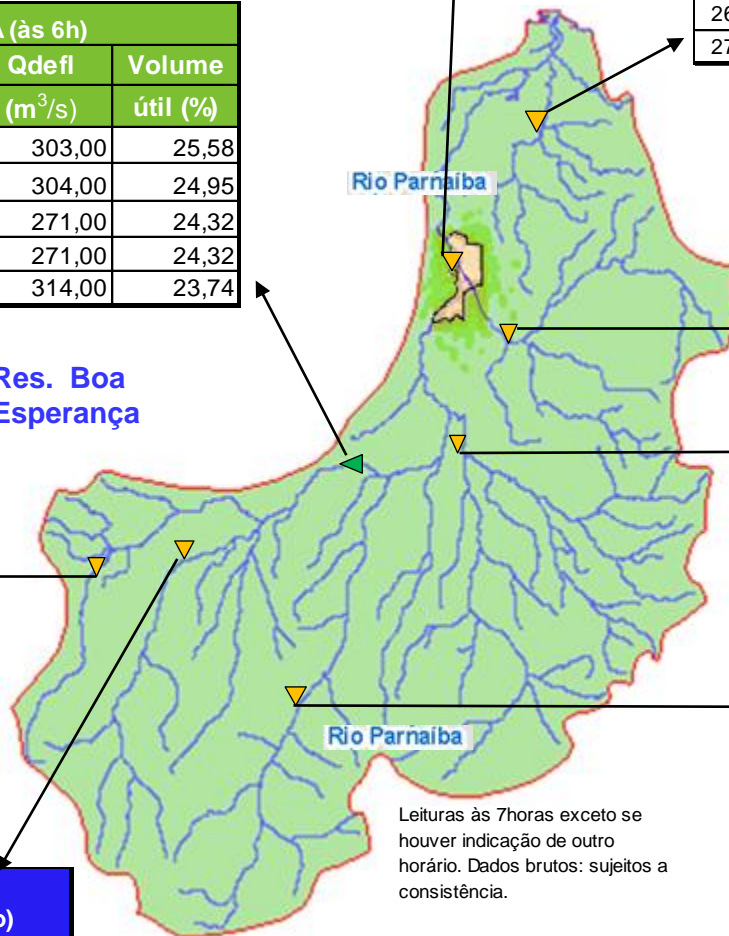 (às 6h)
Qdefl Volume
(m³/s) útil (%)
303,00 25,58
304,00 24,95
271,00 24,32
271,00 24,32
314,00 23,74
26
27
Rio Parnaiba
Res. Boa
Esperança
Rio Parnaiba
Leituras às 7horas exceto se
houver indicação de outro
horário. Dados brutos: sujeitos a
consistência.